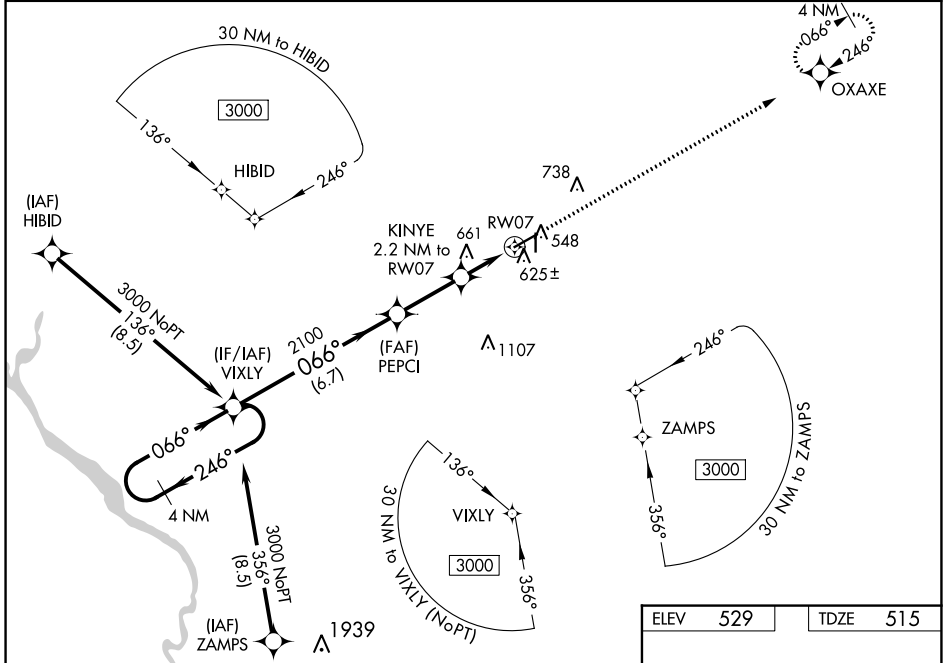 30 NM to HIBID
3000
136°
HIBID
246°
4 NM
066°
246°
OXAXE
(IAF)
HIBID
3000 NoPT
136°
(8.5)
KINYE
2.2 NM to
RW07
661
RW07
738
548
625±
(IF/IAF)
VIXLY
2100
066°
(6.7)
(FAF)
PEPCI
1107
066°
246°
4 NM
3000 NoPT
356°
(8.5)
(IAF)
ZAMPS
1939
136°
VIXLY
3000
356°
30 NM to VIXLY (NoPT)
246°
ZAMPS
3000
356°
30 NM to ZAMPS
ELEV 529
TDZE 515